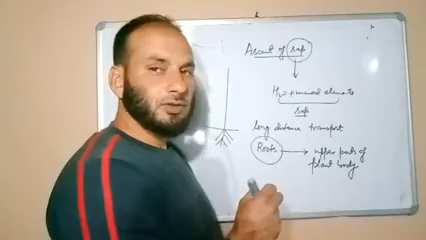 Ascent of sap
H₂O + mineral elements
sap
Long distance transport
Roots → upper parts of
plant body